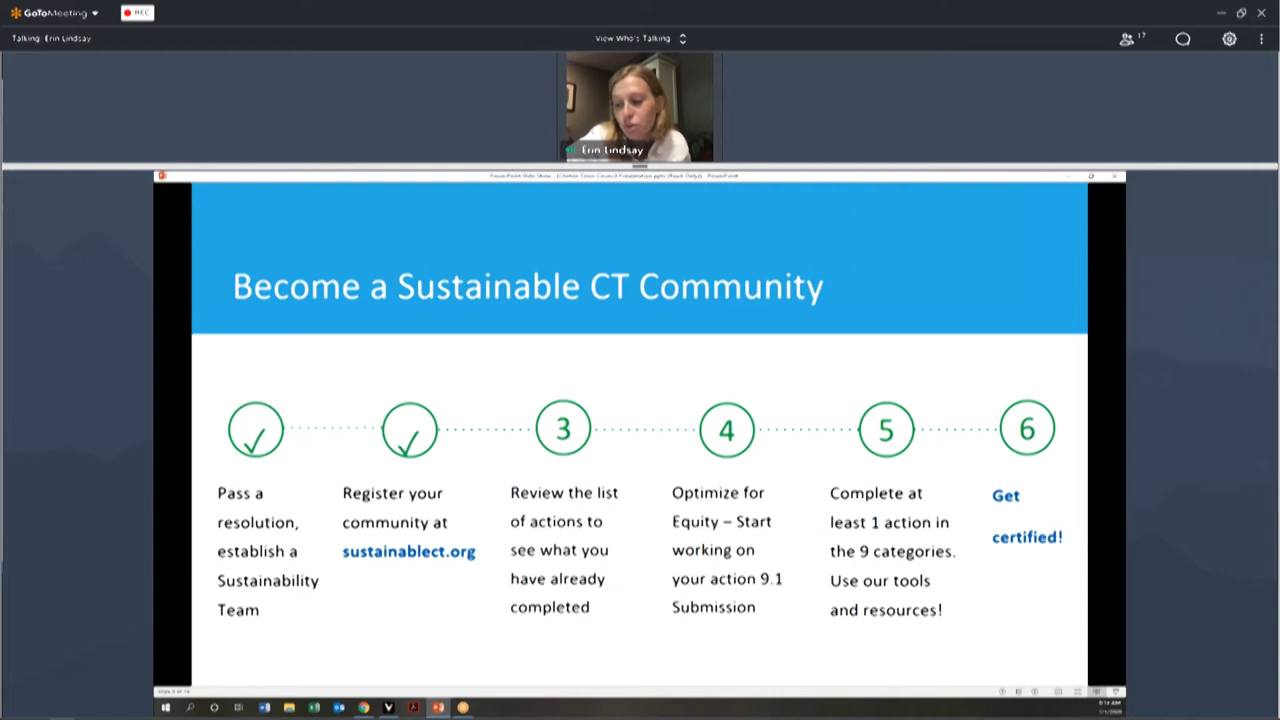 GoToMeeting
REC
Talking: Erin Lindsay
View Who's Talking
17
Erin Lindsay
Become a Sustainable CT Community
3
4
5
6
Pass a
resolution,
establish a
Sustainability
Team
Register your
community at
sustainablect.org
Review the list
of actions to
see what you
have already
completed
Optimize for
Equity – Start
working on
your action 9.1
Submission
Complete at
least 1 action in
the 9 categories.
Use our tools
and resources!
Get
certified!